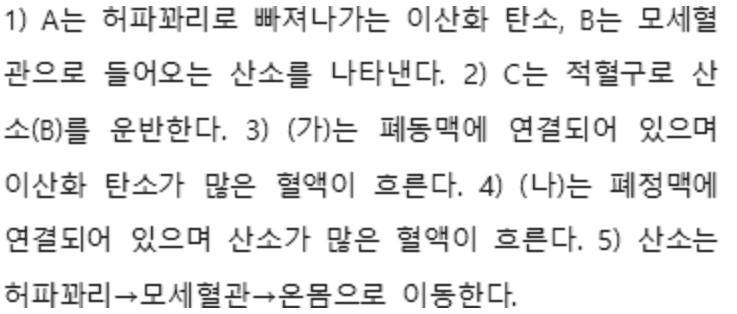 1) A는 허파꽈리로 빠져나가는 이산화 탄소, B는 모세혈
관으로 들어오는 산소를 나타낸다. 2) C는 적혈구로 산
소(B)를 운반한다. 3) (가)는 폐동맥에 연결되어 있으며
이산화 탄소가 많은 혈액이 흐른다. 4) (나)는 폐정맥에
연결되어 있으며 산소가 많은 혈액이 흐른다. 5) 산소는
허파꽈리→모세혈관→온몸으로 이동한다.